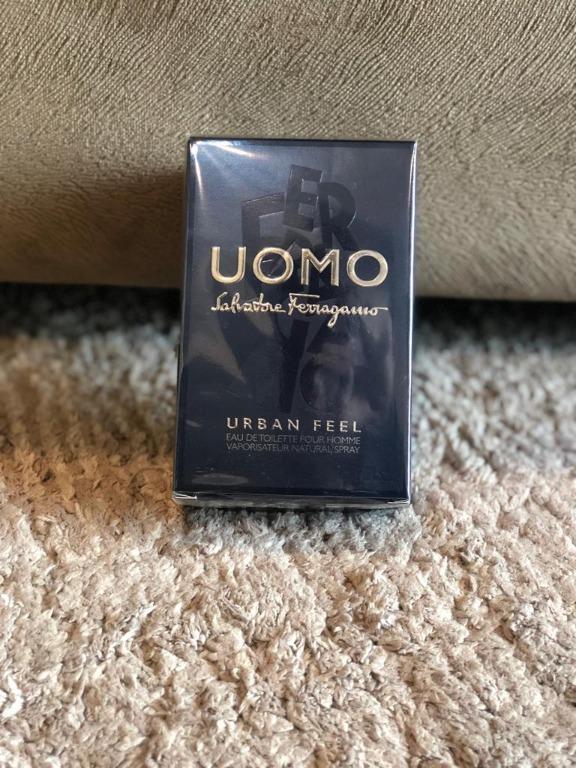 UOMO
Salvatore Ferragamo
URBAN FEEL
EAU DE TOILETTE POUR HOMME
VAPORISATEUR NATURAL SPRAY